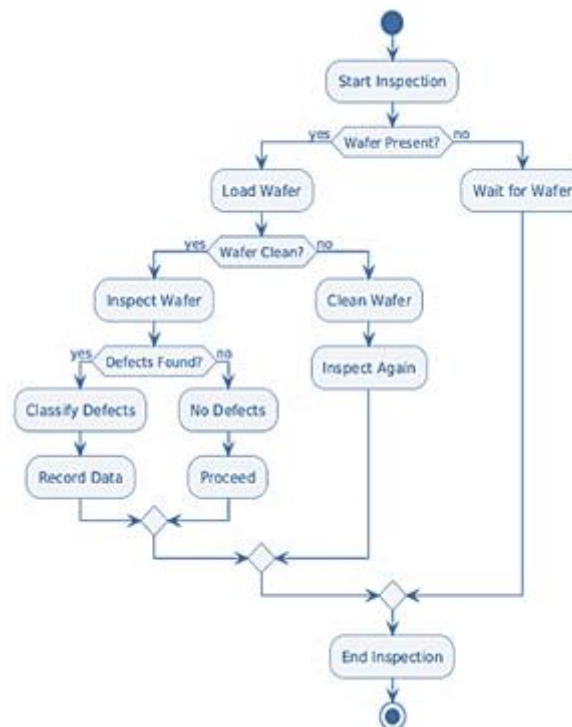 Start Inspection
yes
Wafer Present?
no
Load Wafer
Wait for Wafer
yes
Wafer Clean?
no
Inspect Wafer
Clean Wafer
yes
Defects Found?
no
Inspect Again
Classify Defects
No Defects
Record Data
Proceed
End Inspection